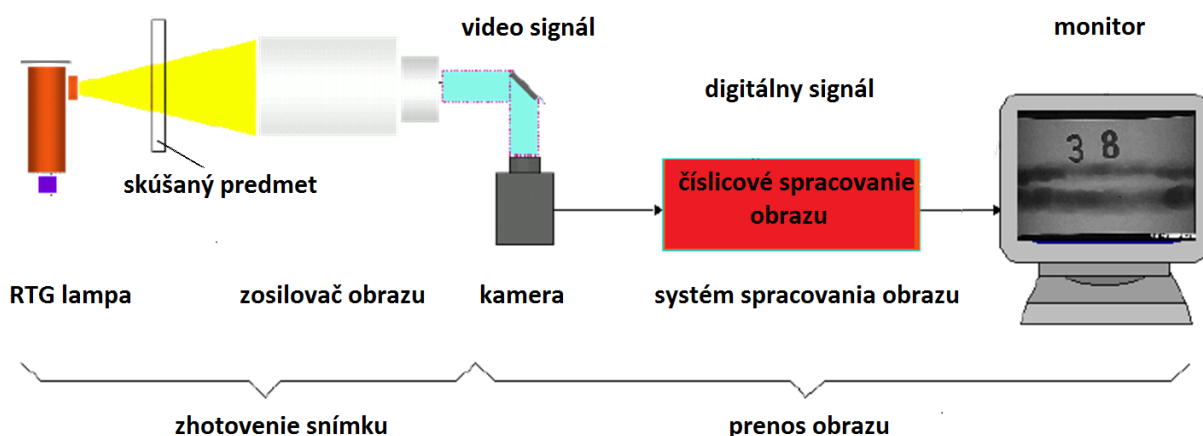 video signál
monitor
digitálny signál
3 8
skúšaný predmet
číslicové spracovanie
obrazu
RTG lampa
zosilovač obrazu
kamera
systém spracovania obrazu
zhotovenie snímku
prenos obrazu